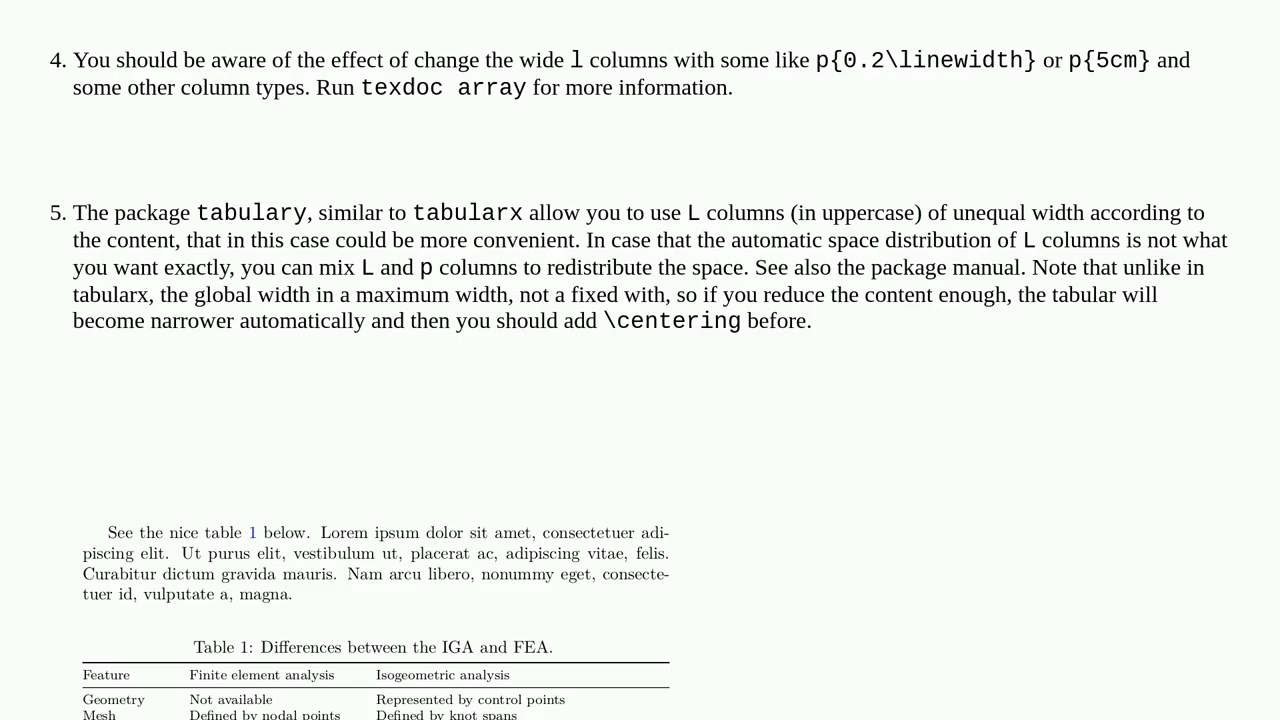 4. You should be aware of the effect of change the wide l columns with some like p{0.2\linewidth} or p{5cm} and
some other column types. Run texdoc array for more information.
5. The package tabulary, similar to tabularx allow you to use L columns (in uppercase) of unequal width according to
the content, that in this case could be more convenient. In case that the automatic space distribution of L columns is not what
you want exactly, you can mix L and p columns to redistribute the space. See also the package manual. Note that unlike in
tabularx, the global width in a maximum width, not a fixed with, so if you reduce the content enough, the tabular will
become narrower automatically and then you should add \centering before.
See the nice table 1 below. Lorem ipsum dolor sit amet, consectetuer adi-
piscing elit. Ut purus elit, vestibulum ut, placerat ac, adipiscing vitae, felis.
Curabitur dictum gravida mauris. Nam arcu libero, nonummy eget, consecte-
tuer id, vulputate a, magna.
Table 1: Differences between the IGA and FEA.
Feature Finite element analysis Isogeometric analysis
Geometry Not available Represented by control points
Mesh Defined by nodal points Defined by knot spans